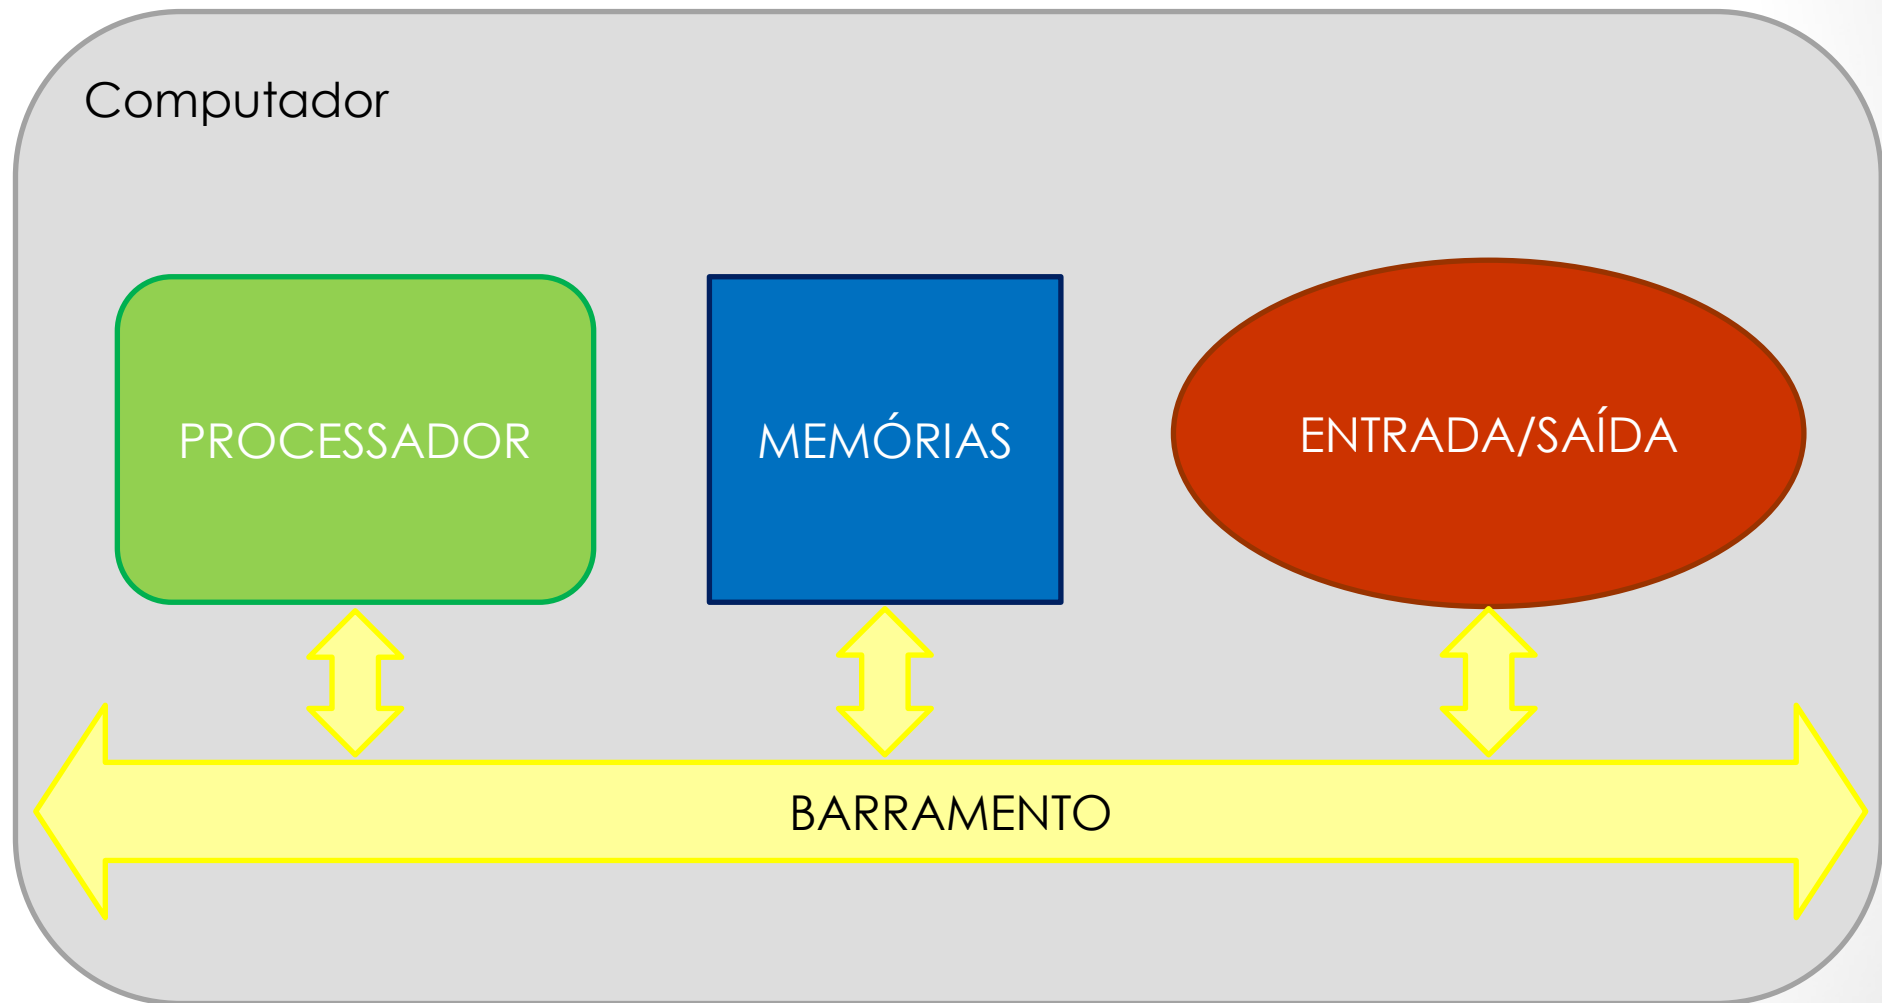 Computador
PROCESSADOR
MEMÓRIAS
ENTRADA/SAÍDA
BARRAMENTO